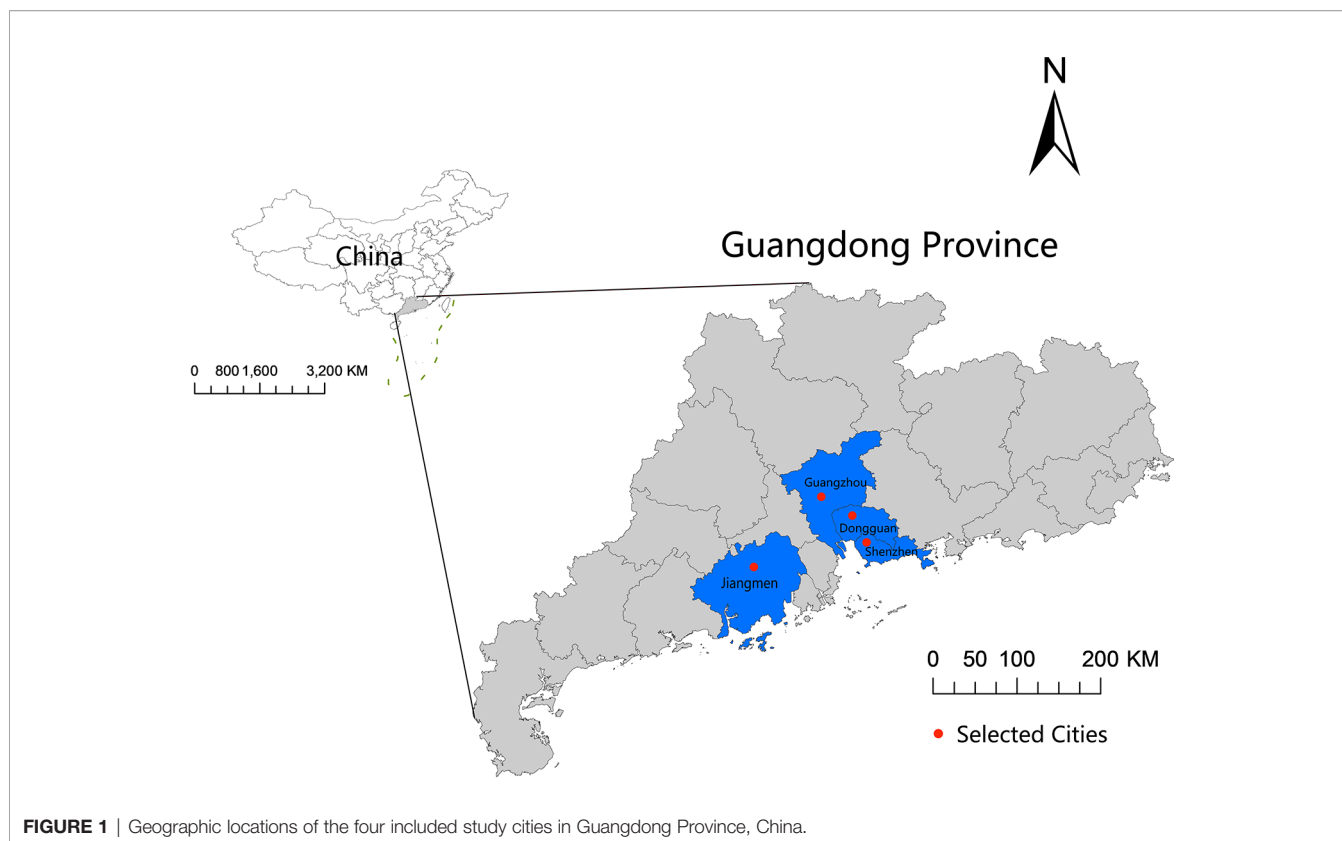 N
China
Guangdong Province
0 800 1,600 3,200 KM
Guangzhou
Dongguan
Shenzhen
Jiangmen
0 50 100 200 KM
Selected Cities
FIGURE 1 | Geographic locations of the four included study cities in Guangdong Province, China.